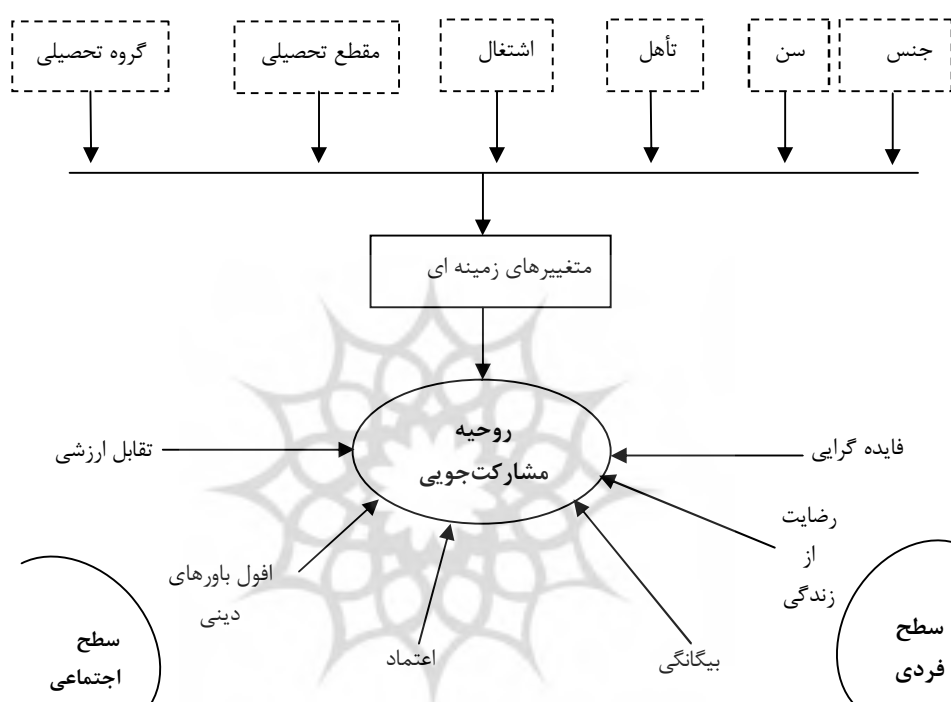 جنس
سن
تأهل
اشتغال
مقطع تحصیلی
گروه تحصیلی
متغییرهای زمینه ای
روحیه
مشارکت‌جویی
فایده گرایی
تقابل ارزشی
رضایت
از
زندگی
افول باورهای
دینی
بیگانگی
اعتماد
سطح
فردی
سطح
اجتماعی